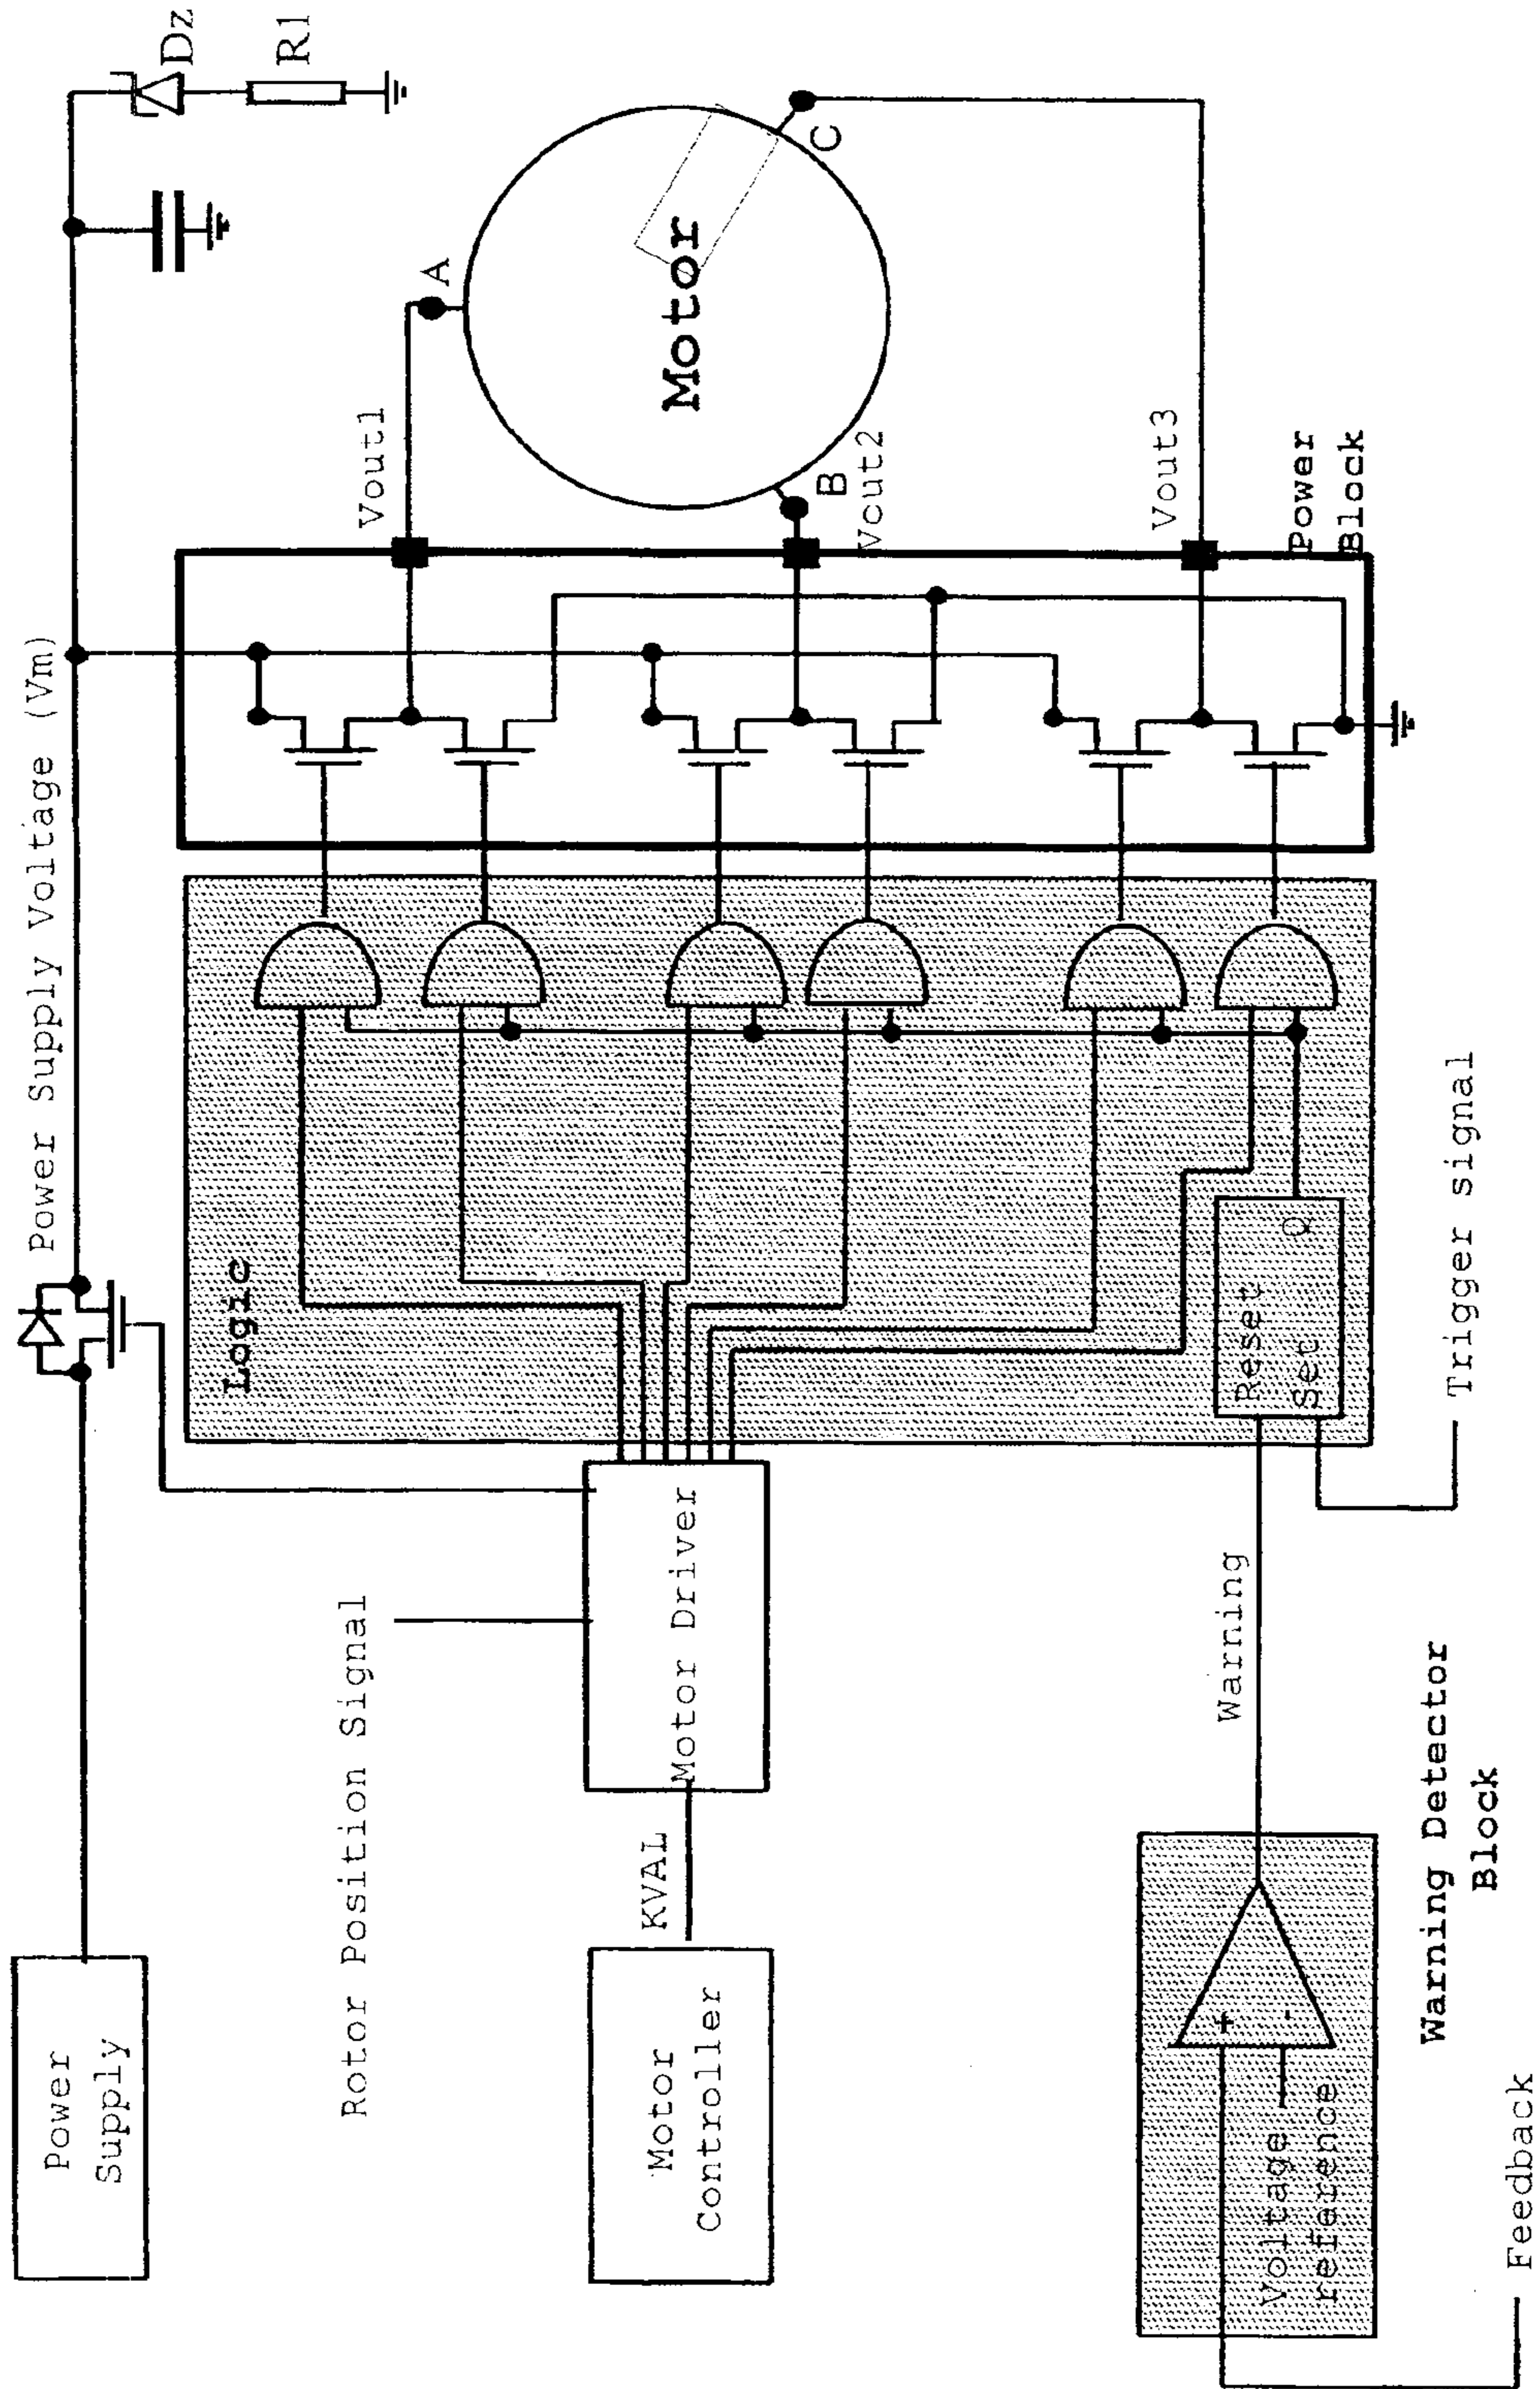 Power
Supply
Power Supply Voltage (Vm)
Dz
R1
Rotor Position Signal
Motor
Controller
KVAL
Motor Driver
Logic
Reset
Set
Q
Vout1
A
Motor
B
Vcut2
C
Vout3
Power
Block
Voltage
reference
+
-
Warning
Trigger signal
Warning Detector
Block
Feedback